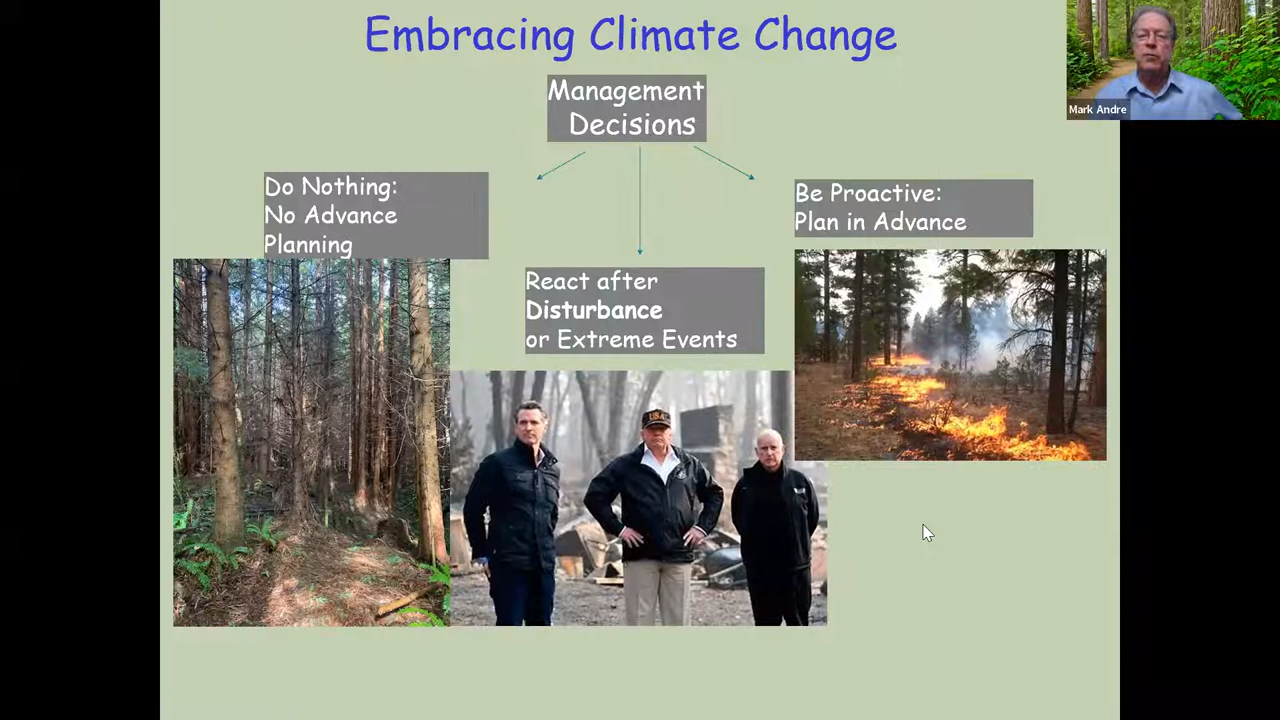 Embracing Climate Change
Mark Andre
Management
Decisions
Do Nothing:
No Advance
Planning
Be Proactive:
Plan in Advance
React after
Disturbance
or Extreme Events
USA